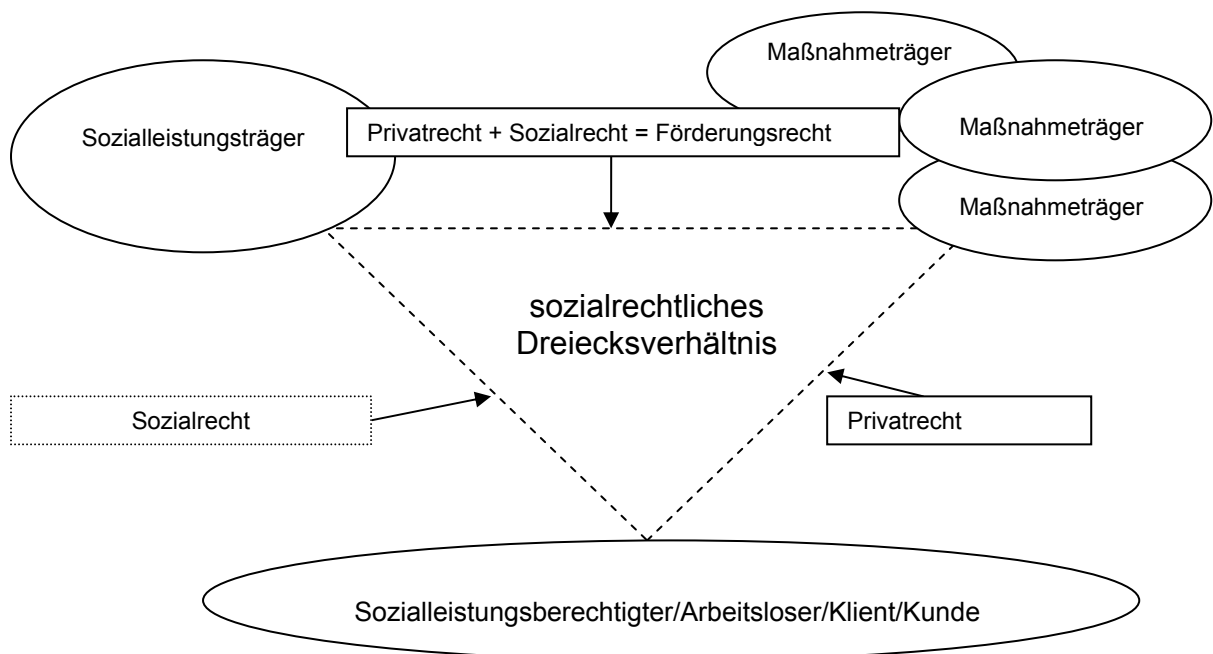 Maßnahmeträger
Sozialleistungsträger
Privatrecht + Sozialrecht = Förderungsrecht
Maßnahmeträger
Maßnahmeträger
sozialrechtliches
Dreiecksverhältnis
Sozialrecht
Privatrecht
Sozialleistungsberechtigter/Arbeitsloser/Klient/Kunde